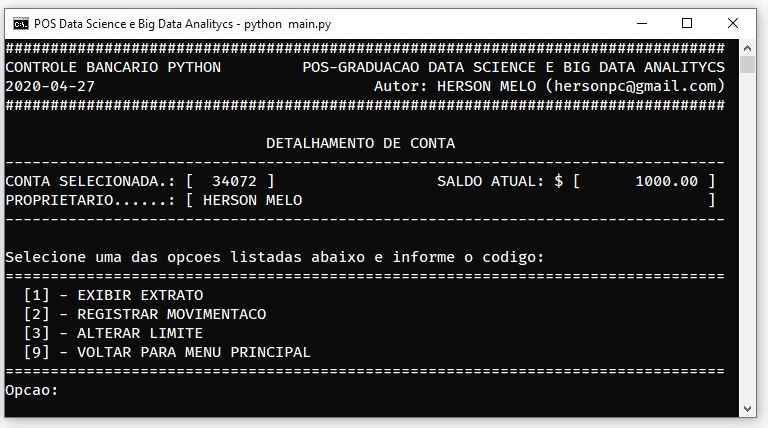 POS Data Science e Big Data Analitycs - python main.py
################################################################################
CONTROLE BANCARIO PYTHON         POS-GRADUACAO DATA SCIENCE E BIG DATA ANALITYCS
2020-04-27                               Autor: HERSON MELO (hersonpc@gmail.com)
################################################################################
DETALHAMENTO DE CONTA
--------------------------------------------------------------------------------
CONTA SELECIONADA.: [  34072 ]                  SALDO ATUAL: $ [      1000.00 ]
PROPRIETARIO......: [ HERSON MELO                                             ]
--------------------------------------------------------------------------------
Selecione uma das opcoes listadas abaixo e informe o codigo:
================================================================================
[1] - EXIBIR EXTRATO
[2] - REGISTRAR MOVIMENTACO
[3] - ALTERAR LIMITE
[9] - VOLTAR PARA MENU PRINCIPAL
================================================================================
Opcao: